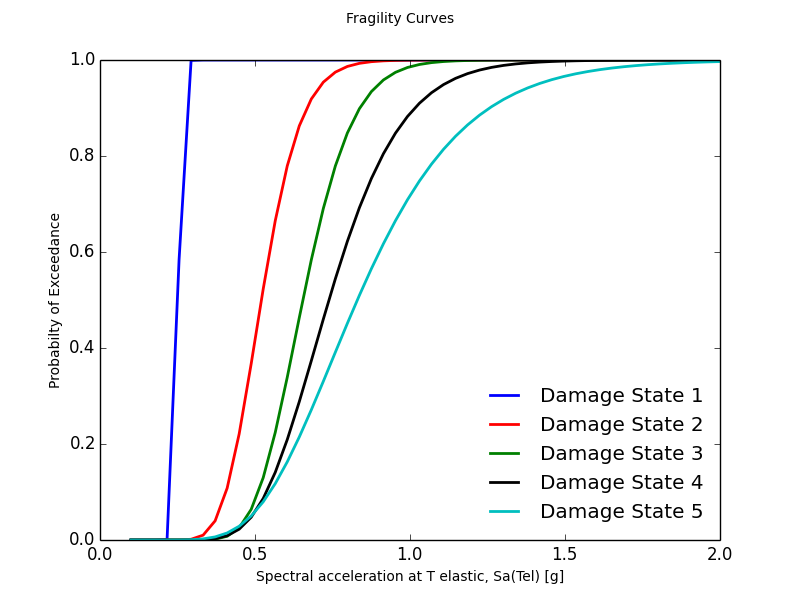 Fragility Curves
1.0
0.8
0.6
0.4
0.2
0.0
Probabilty of Exceedance
Damage State 1
Damage State 2
Damage State 3
Damage State 4
Damage State 5
0.0 0.5 1.0 1.5 2.0
Spectral acceleration at T elastic, Sa(Tel) [g]